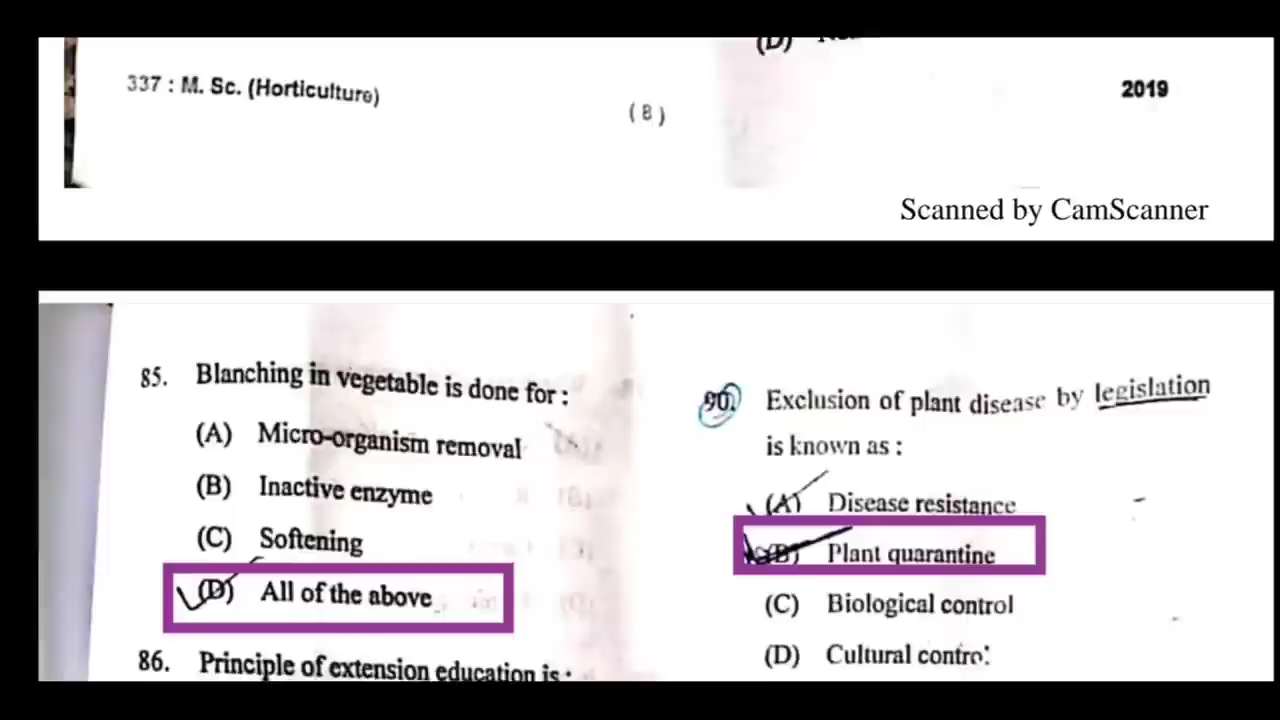 (D)
337 : M. Sc. (Horticulture)
( 8 )
2019
Scanned by CamScanner
85. Blanching in vegetable is done for :
(A) Micro-organism removal
(B) Inactive enzyme
(C) Softening
(D) All of the above
86. Principle of extension education is :
90. Exclusion of plant disease by legislation
is known as :
(A) Disease resistance
(B) Plant quarantine
(C) Biological control
(D) Cultural control